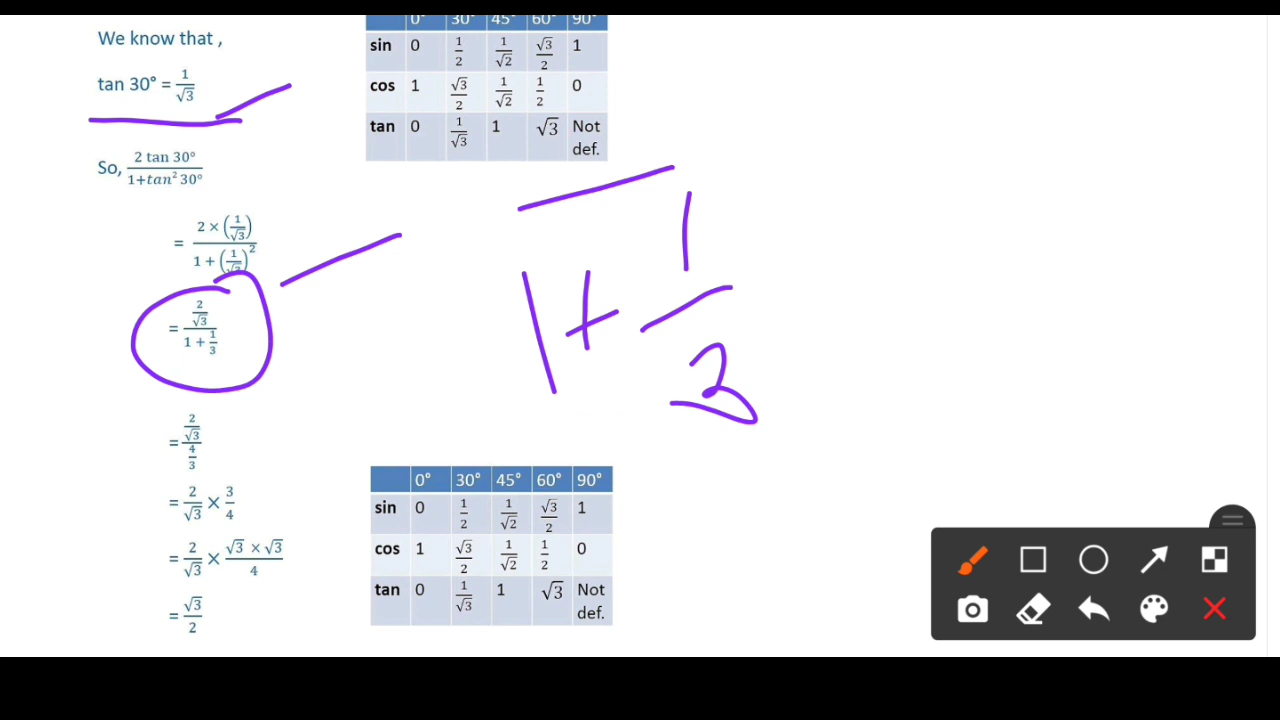 We know that ,
tan 30° = 1/√3
So, 2 tan 30° / 1+tan² 30°
= 2 × (1/√3) / 1 + (1/√3)²
= 2/√3 / 1 + 1/3
= 2/√3 / 4/3
= 2/√3 × 3/4
= 2/√3 × √3 × √3 / 4
= √3/2
0° 30° 45° 60° 90°
sin 0 1/2 1/√2 √3/2 1
cos 1 √3/2 1/√2 1/2 0
tan 0 1/√3 1 √3 Not def.
1 + 1/2
0° 30° 45° 60° 90°
sin 0 1/2 1/√2 √3/2 1
cos 1 √3/2 1/√2 1/2 0
tan 0 1/√3 1 √3 Not def.